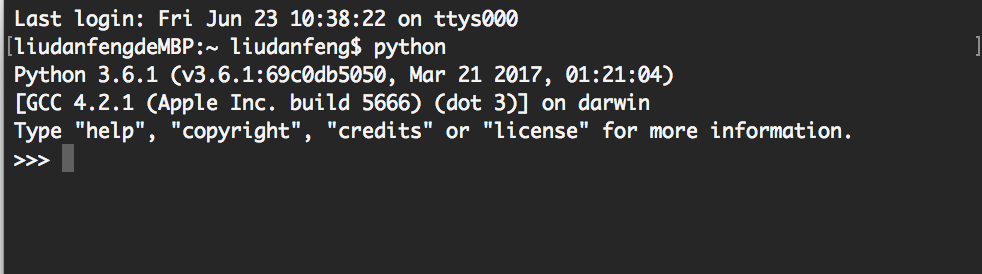 Last login: Fri Jun 23 10:38:22 on ttys000
[liudanfengdeMBP:~ liudanfeng$ python ]
Python 3.6.1 (v3.6.1:69c0db5050, Mar 21 2017, 01:21:04)
[GCC 4.2.1 (Apple Inc. build 5666) (dot 3)] on darwin
Type "help", "copyright", "credits" or "license" for more information.
>>>